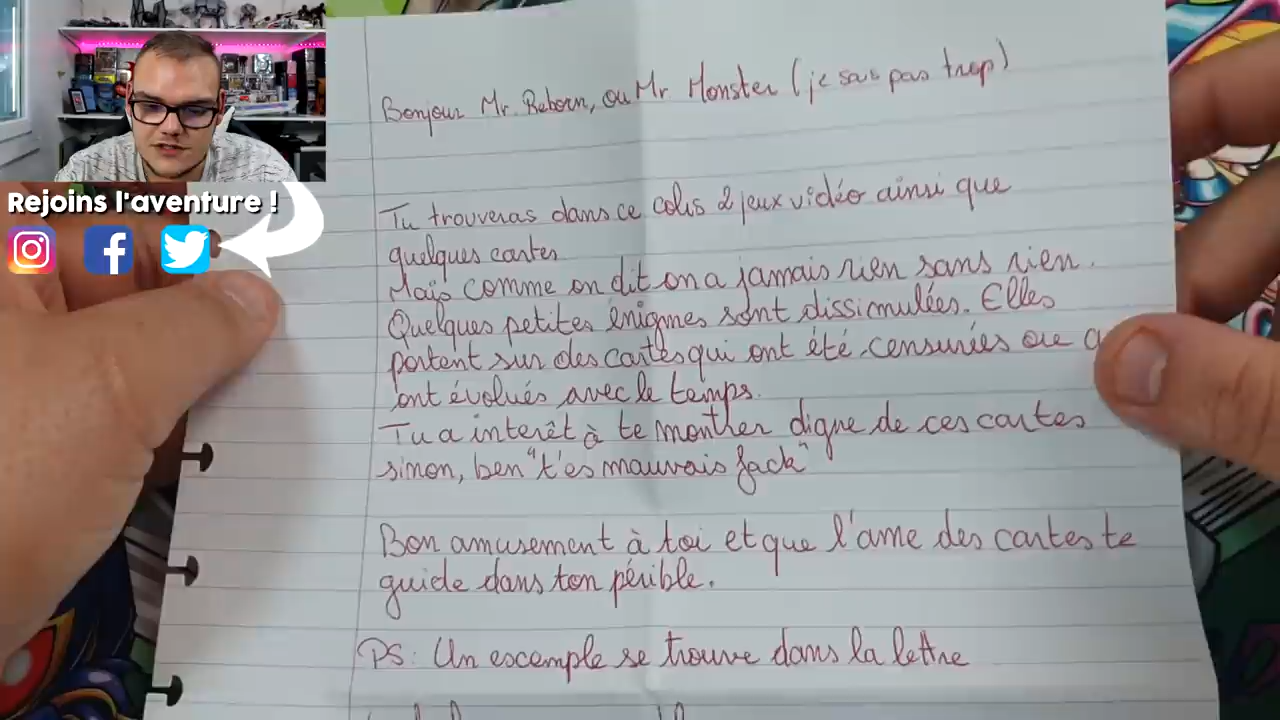 Rejoins l'aventure !
Bonjour Mr. Reborn, ou Mr Monster (je sais pas trop)
Tu trouveras dans ce colis 2 jeux vidéo ainsi que
quelques cartes
Mais comme on dit on a jamais rien sans rien.
Quelques petites énigmes sont dissimulées. Elles
portent sur des cartes qui ont été censuriés ou
ont évolués avec le temps.
Tu a interêt à te montrer digne de ces cartes
sinon, ben "t'es mauvais Jack"
Bon amusement à toi et que l'ame des cartes te
guide dans ton périble.
PS: Un escemple se trouve dans la lettre